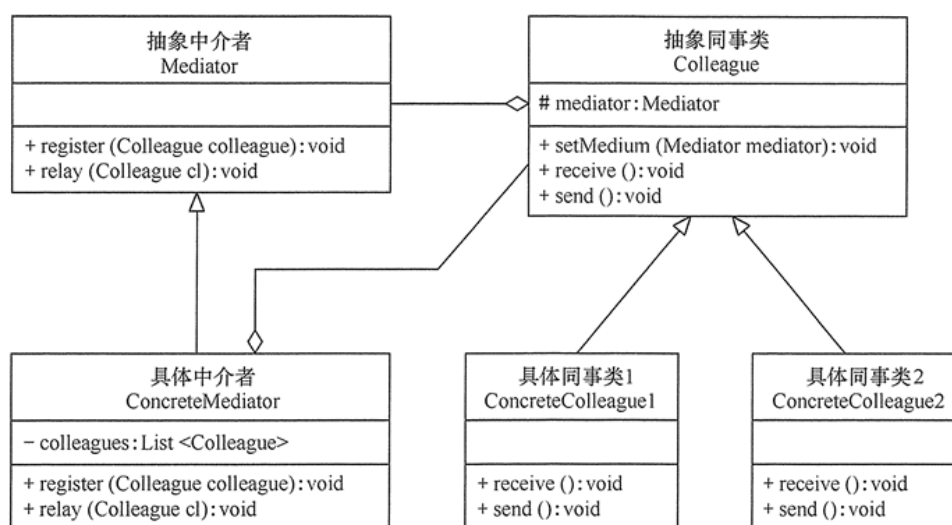 抽象中介者
Mediator
+ register (Colleague colleague): void
+ relay (Colleague cl): void
抽象同事类
Colleague
# mediator: Mediator
+ setMedium (Mediator mediator): void
+ receive (): void
+ send (): void
具体中介者
ConcreteMediator
− colleagues: List <Colleague>
+ register (Colleague colleague): void
+ relay (Colleague cl): void
具体同事类1
ConcreteColleague1
+ receive (): void
+ send (): void
具体同事类2
ConcreteColleague2
+ receive (): void
+ send (): void